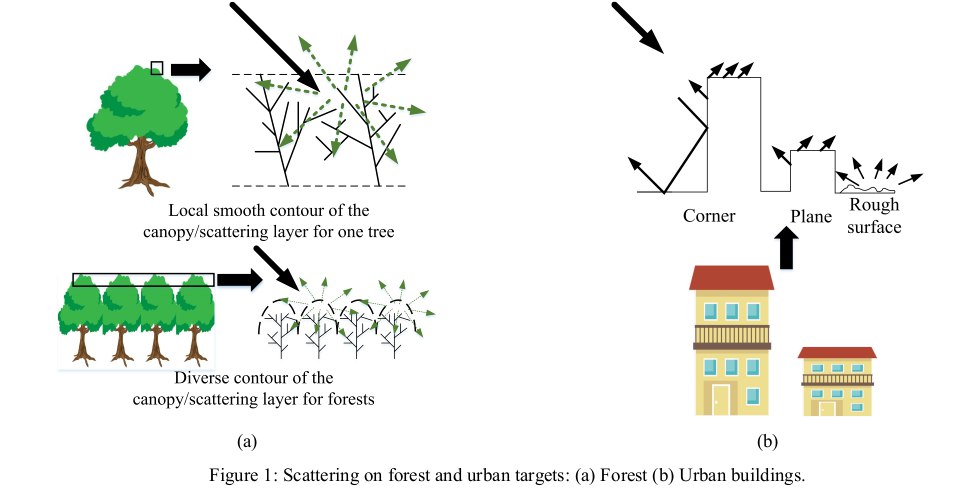 Local smooth contour of the
canopy/scattering layer for one tree
Diverse contour of the
canopy/scattering layer for forests
(a)
Corner
Plane
Rough
surface
(b)
Figure 1: Scattering on forest and urban targets: (a) Forest (b) Urban buildings.